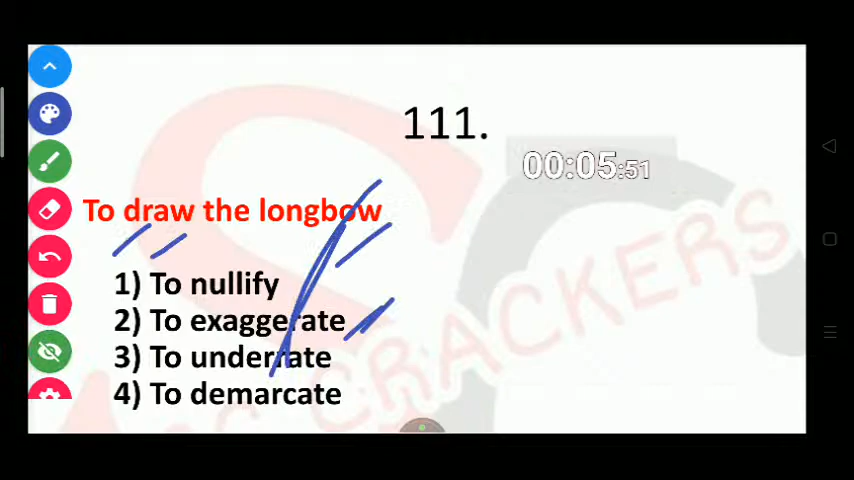 111.
00:05:51
To draw the longbow
1) To nullify
2) To exaggerate
3) To underrate
4) To demarcate
CRACKERS